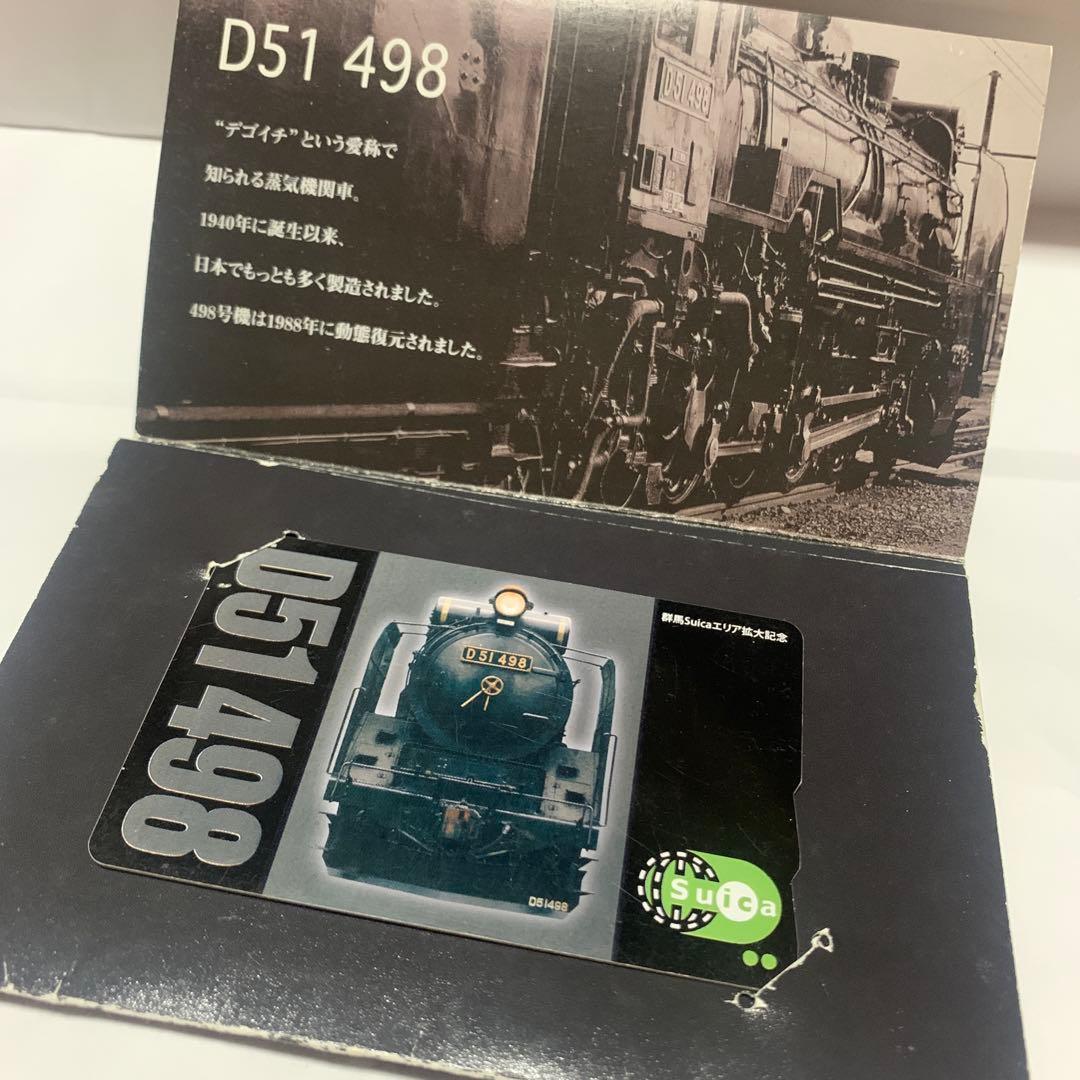 D51 498
“デゴイチ”という愛称で
知られる蒸気機関車。
1940年に誕生以来、
日本でもっとも多く製造されました。
498号機は1988年に動態復元されました。
D51 498
D51498
D51 498
群馬Suicaエリア拡大記念
Suica
D51498